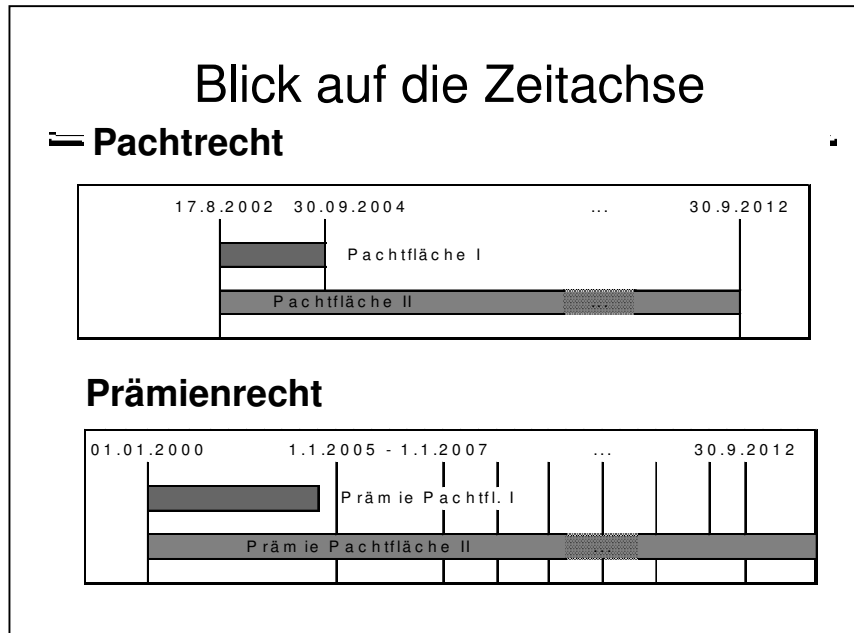 Blick auf die Zeitachse
Pachtrecht
17.8.2002 30.09.2004 ... 30.9.2012
Pachtfläche I
Pachtfläche II ...
Prämienrecht
01.01.2000 1.1.2005 - 1.1.2007 ... 30.9.2012
Prämie Pachtfl. I
Prämie Pachtfläche II ...